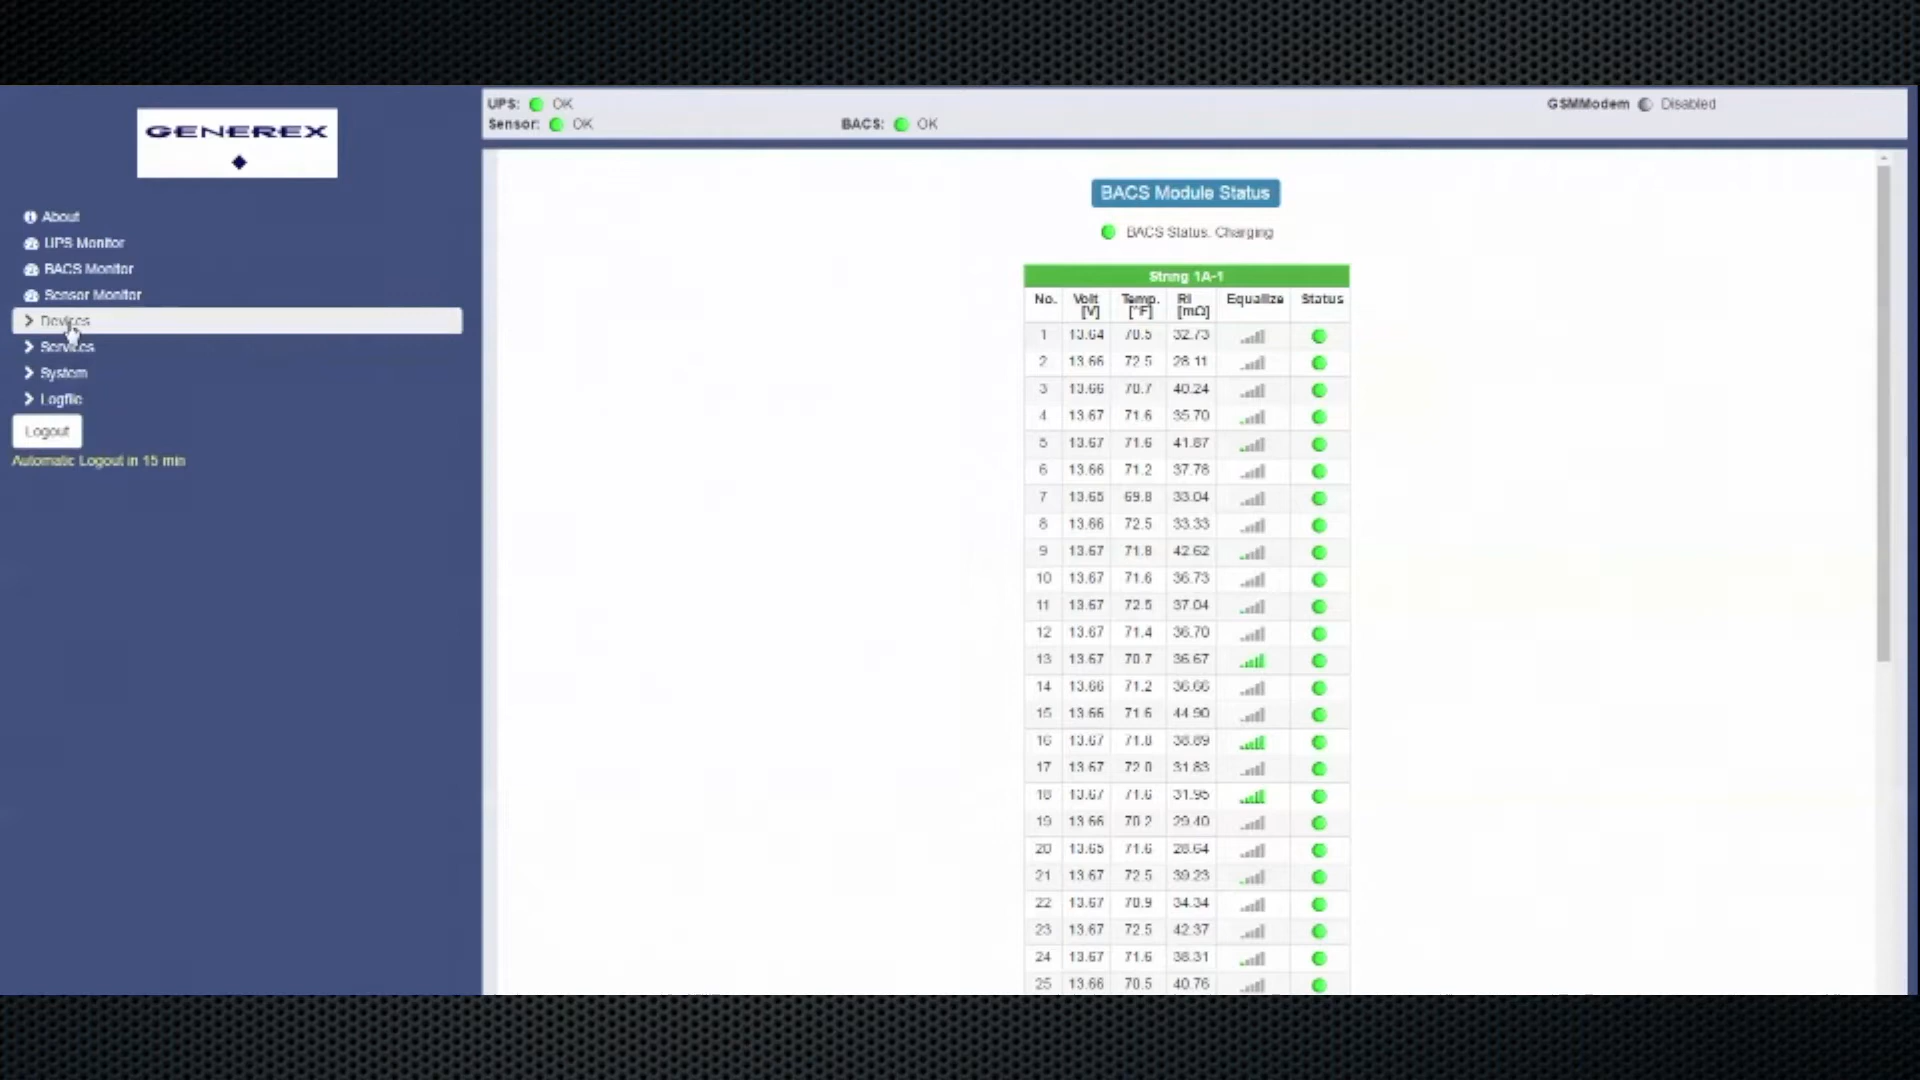 UPS: OK
GSMModem Disabled
Sensor: OK
BACS: OK
GENEREX
About
UPS Monitor
BACS Monitor
Sensor Monitor
Devices
Services
System
Logfile
Logout
Automatic Logout in 15 min
BACS Module Status
BACS Status: Charging
String 1A-1
No. Volt [V] Temp. [°F] RI [mΩ] Equalize Status
1 13.64 70.5 32.73
2 13.66 72.5 28.11
3 13.66 70.7 40.24
4 13.67 71.6 35.70
5 13.67 71.6 41.87
6 13.66 71.2 37.78
7 13.65 69.8 33.04
8 13.66 72.5 33.33
9 13.67 71.8 42.62
10 13.67 71.6 36.73
11 13.67 72.5 37.04
12 13.67 71.4 36.70
13 13.67 70.7 36.67
14 13.66 71.2 36.66
15 13.66 71.6 44.90
16 13.67 71.8 38.89
17 13.67 72.0 31.83
18 13.67 71.6 31.95
19 13.66 70.2 29.40
20 13.65 71.6 28.64
21 13.67 72.5 39.23
22 13.67 70.9 34.34
23 13.67 72.5 42.37
24 13.67 71.6 38.31
25 13.66 70.5 40.76